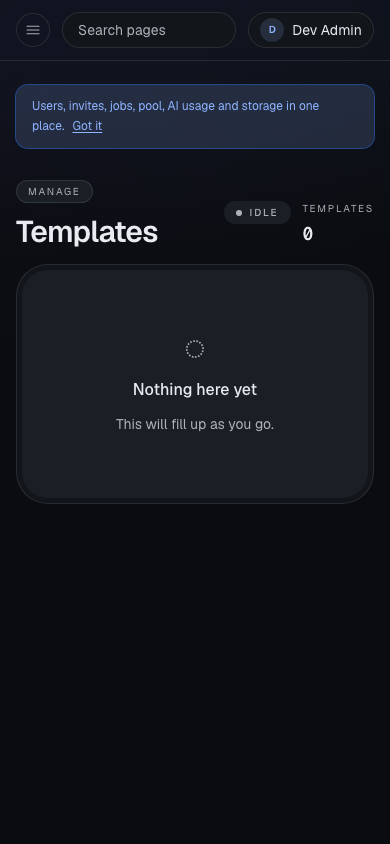 Search pages
D
Dev Admin
Users, invites, jobs, pool, AI usage and storage in one
place. Got it
MANAGE
Templates
IDLE
TEMPLATES
0
Nothing here yet
This will fill up as you go.